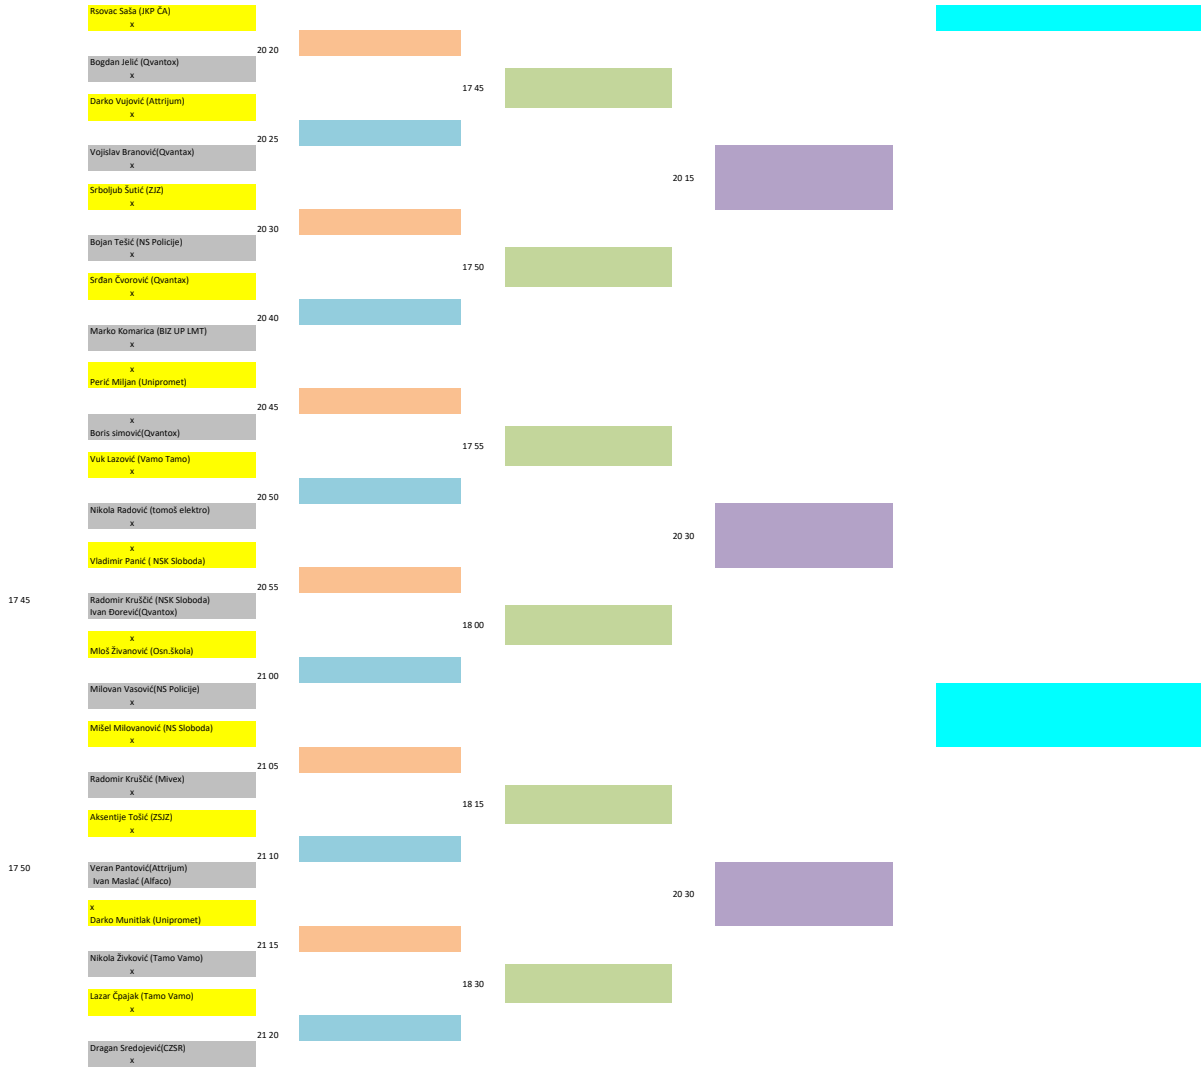 Rsovac Saša (JKP ČA)
x
20 20
Bogdan Jelić (Qvantox)
x
17 45
Darko Vujović (Attrijum)
x
20 25
Vojislav Branović(Qvantax)
x
20 15
Srboljub Šutić (ZJZ)
x
20 30
Bojan Tešić (NS Policije)
x
17 50
Srđan Čvorović (Qvantax)
x
20 40
Marko Komarica (BIZ UP LMT)
x
x
Perić Miljan (Unipromet)
20 45
x
Boris simović(Qvantox)
17 55
Vuk Lazović (Vamo Tamo)
x
20 50
Nikola Radović (tomoš elektro)
x
20 30
x
Vladimir Panić ( NSK Sloboda)
20 55
17 45
Radomir Kruščić (NSK Sloboda)
Ivan Đorević(Qvantox)
18 00
x
Mloš Živanović (Osn.škola)
21 00
Milovan Vasović(NS Policije)
x
Mišel Milovanović (NS Sloboda)
x
21 05
Radomir Kruščić (Mivex)
x
18 15
Aksentije Tošić (ZSJZ)
x
21 10
17 50
Veran Pantović(Attrijum)
Ivan Maslać (Alfaco)
20 30
x
Darko Munitlak (Unipromet)
21 15
Nikola Živković (Tamo Vamo)
x
18 30
Lazar Čpajak (Tamo Vamo)
x
21 20
Dragan Sredojević(CZSR)
x